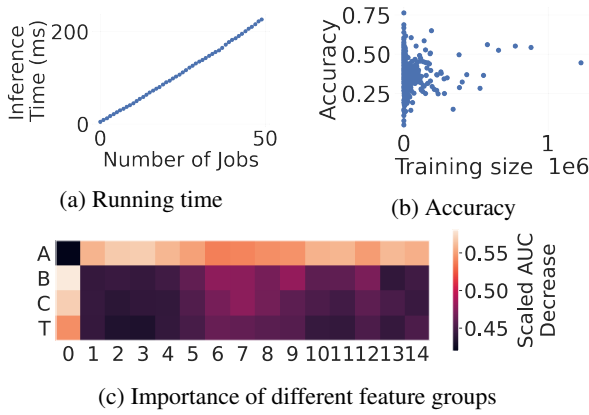 200
0
Inference
Time (ms)
0 50
Number of Jobs
(a) Running time
0.75
0.50
0.25
Accuracy
0 1
Training size 1e6
(b) Accuracy
A
B
C
T
0 1 2 3 4 5 6 7 8 9 10 11 12 13 14
0.55
0.50
0.45
Scaled AUC
Decrease
(c) Importance of different feature groups